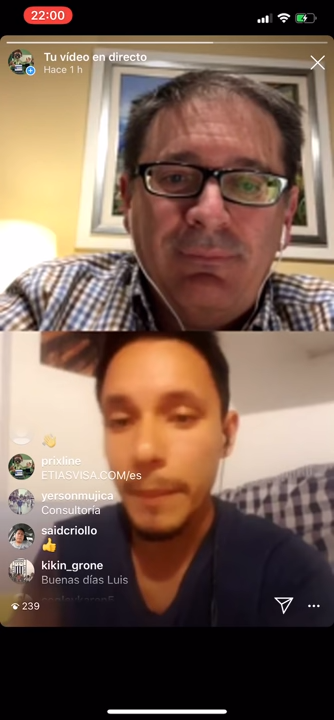 22:00
Tu vídeo en directo
Hace 1 h
prixline
ETIASVISA.COM/es
yersonmujica
Consultoría
saidcriollo
kikin_grone
Buenas días Luis
239